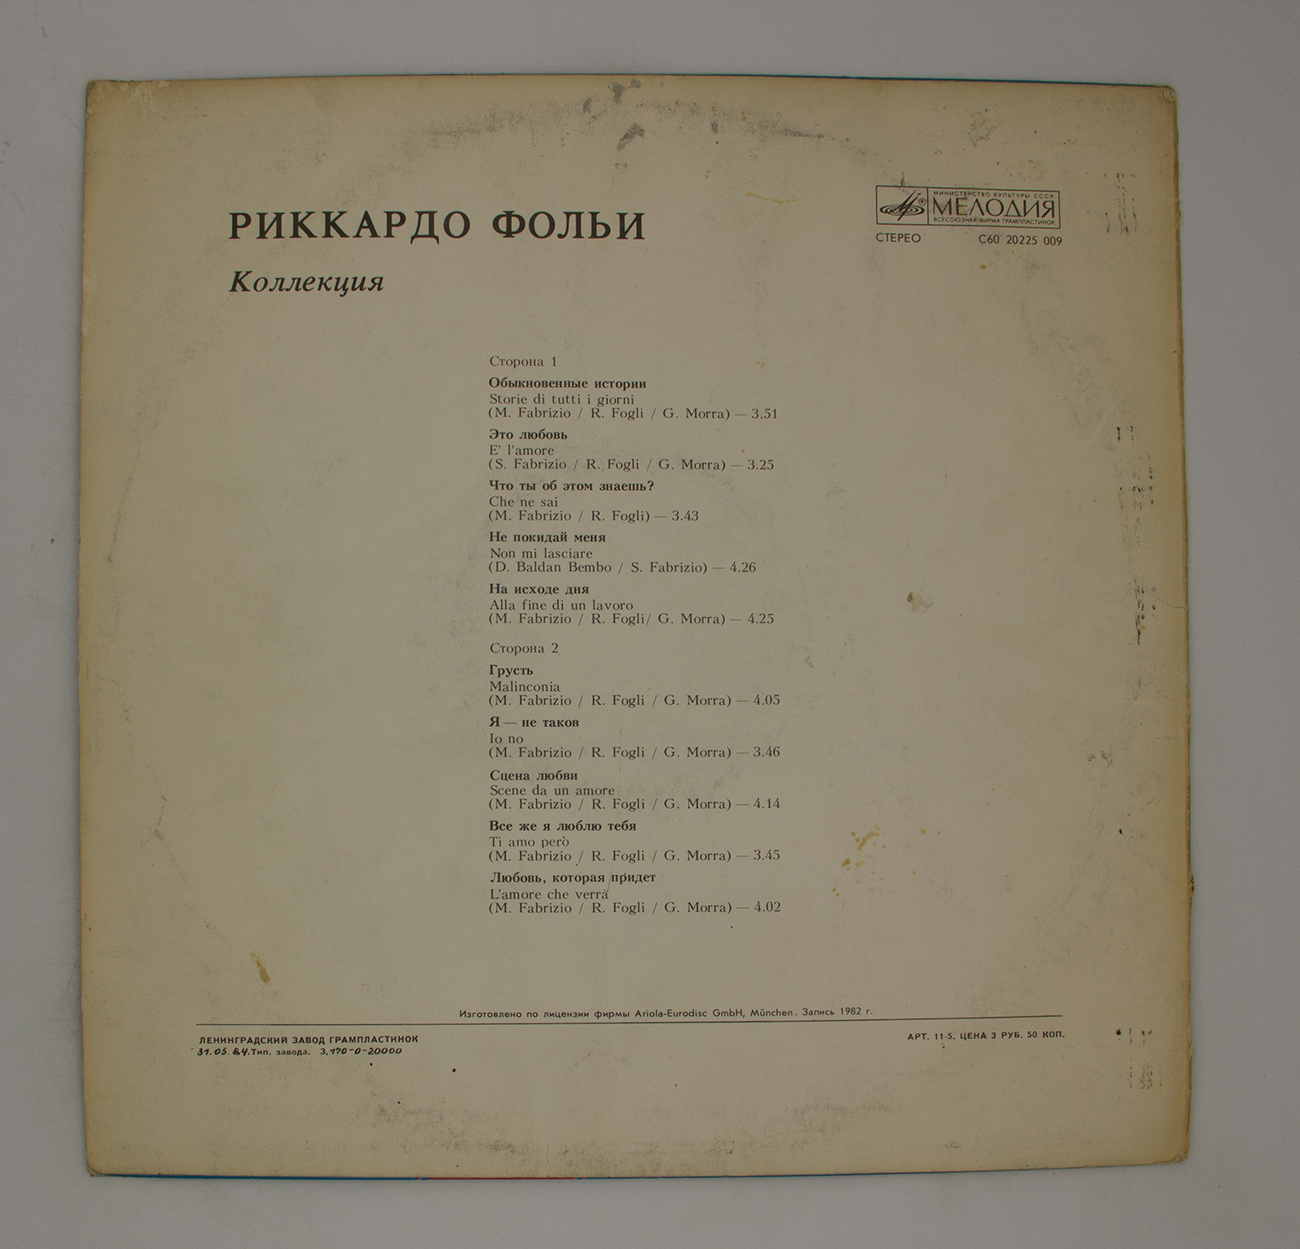 РИККАРДО ФОЛЬИ
Коллекция
МИНИСТЕРСТВО КУЛЬТУРЫ СССР
МЕЛОДИЯ
ВСЕСОЮЗНАЯ ФИРМА ГРАМПЛАСТИНОК
СТЕРЕО С60 20225 009
Сторона 1
Обыкновенные истории
Storie di tutti i giorni
(M. Fabrizio / R. Fogli / G. Morra) — 3.51
Это любовь
E' l'amore
(S. Fabrizio / R. Fogli / G. Morra) — 3.25
Что ты об этом знаешь?
Che ne sai
(M. Fabrizio / R. Fogli) — 3.43
Не покидай меня
Non mi lasciare
(D. Baldan Bembo / S. Fabrizio) — 4.26
На исходе дня
Alla fine di un lavoro
(M. Fabrizio / R. Fogli/ G. Morra) — 4.25
Сторона 2
Грусть
Malinconia
(M. Fabrizio / R. Fogli / G. Morra) — 4.05
Я — не таков
Io no
(M. Fabrizio / R. Fogli / G. Morra) — 3.46
Сцена любви
Scene da un amore
(M. Fabrizio / R. Fogli / G. Morra) — 4.14
Все же я люблю тебя
Ti amo però
(M. Fabrizio / R. Fogli / G. Morra) — 3.45
Любовь, которая придет
L'amore che verrà
(M. Fabrizio / R. Fogli / G. Morra) — 4.02
Изготовлено по лицензии фирмы Ariola-Eurodisc GmbH, München. Запись 1982 г.
ЛЕНИНГРАДСКИЙ ЗАВОД ГРАМПЛАСТИНОК
31.05.84. Тип. завода. З,170-0-20000
АРТ. 11-5, ЦЕНА 3 РУБ. 50 КОП.